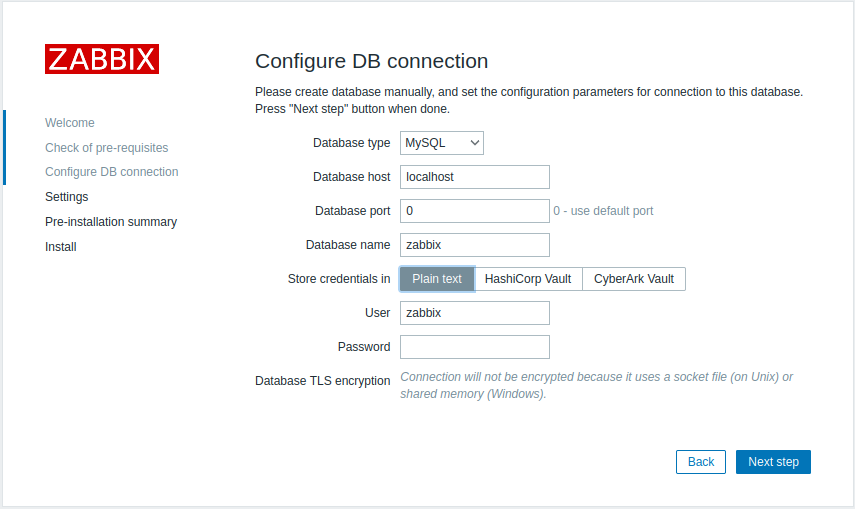 ZABBIX
Welcome
Check of pre-requisites
Configure DB connection
Settings
Pre-installation summary
Install
Configure DB connection
Please create database manually, and set the configuration parameters for connection to this database.
Press "Next step" button when done.
Database type MySQL
Database host localhost
Database port 0 0 - use default port
Database name zabbix
Store credentials in Plain text HashiCorp Vault CyberArk Vault
User zabbix
Password
Database TLS encryption Connection will not be encrypted because it uses a socket file (on Unix) or
shared memory (Windows).
Back Next step